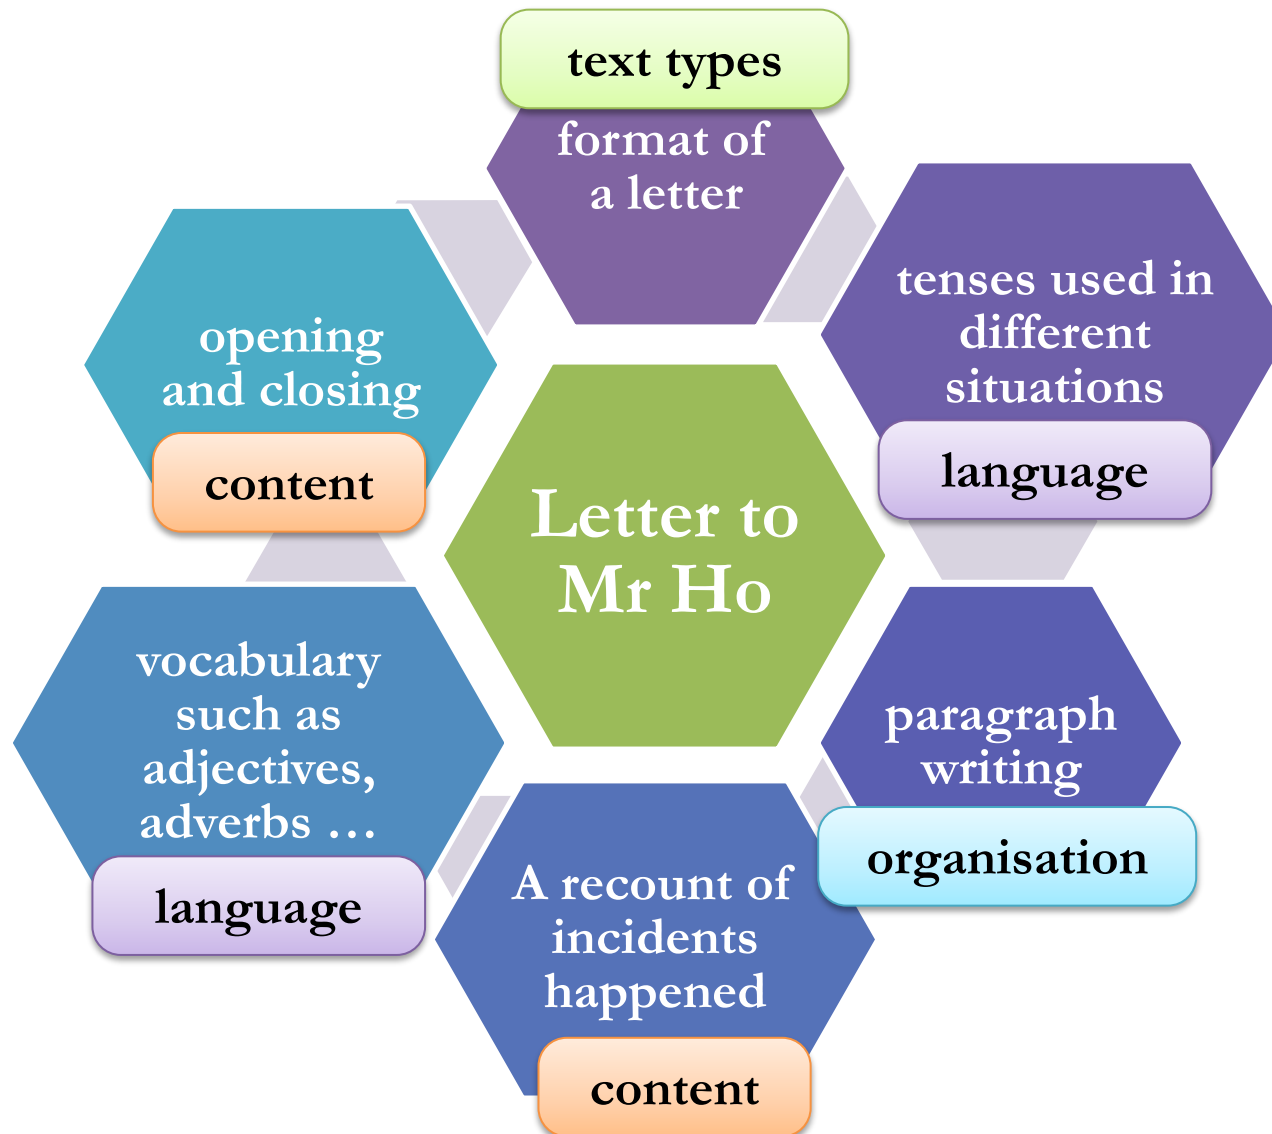 text types
format of
a letter
tenses used in
different
situations
language
opening
and closing
content
Letter to
Mr Ho
vocabulary
such as
adjectives,
adverbs …
language
paragraph
writing
organisation
A recount of
incidents
happened
content